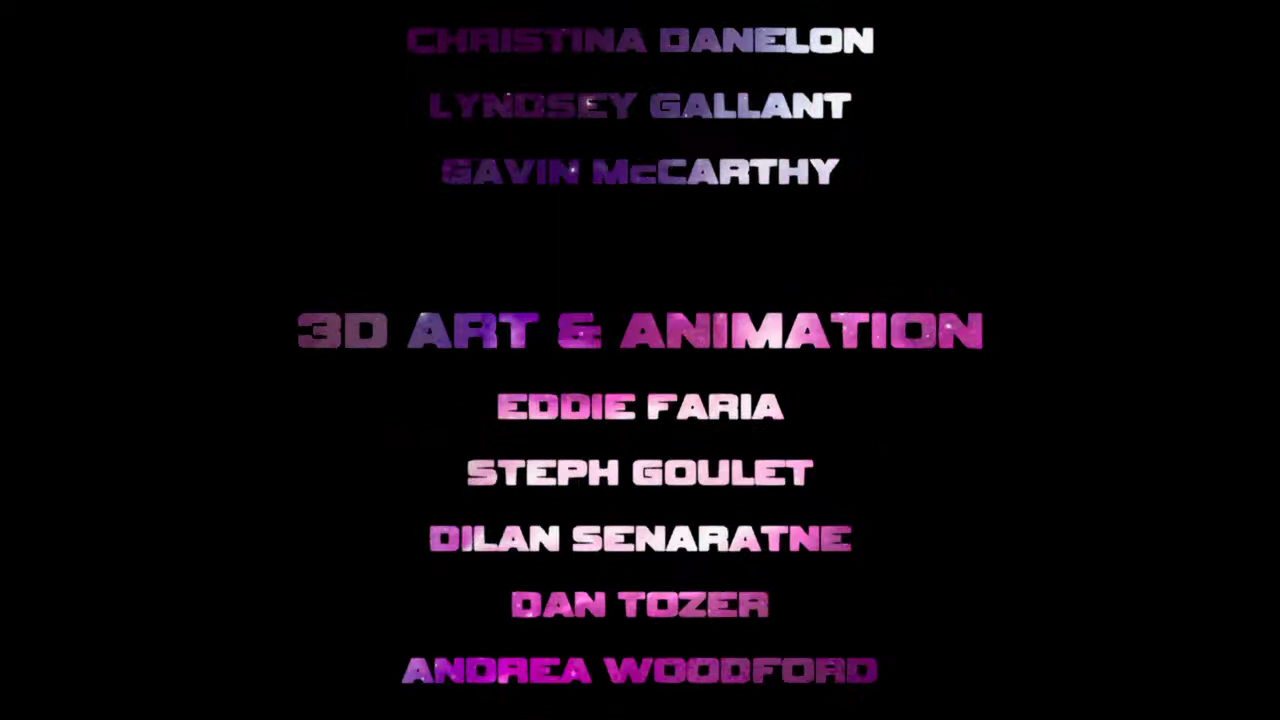 CHRISTINA DANELON
LYNDSEY GALLANT
GAVIN McCARTHY
3D ART & ANIMATION
EDDIE FARIA
STEPH GOULET
DILAN SENARATNE
DAN TOZER
ANDREA WOODFORD